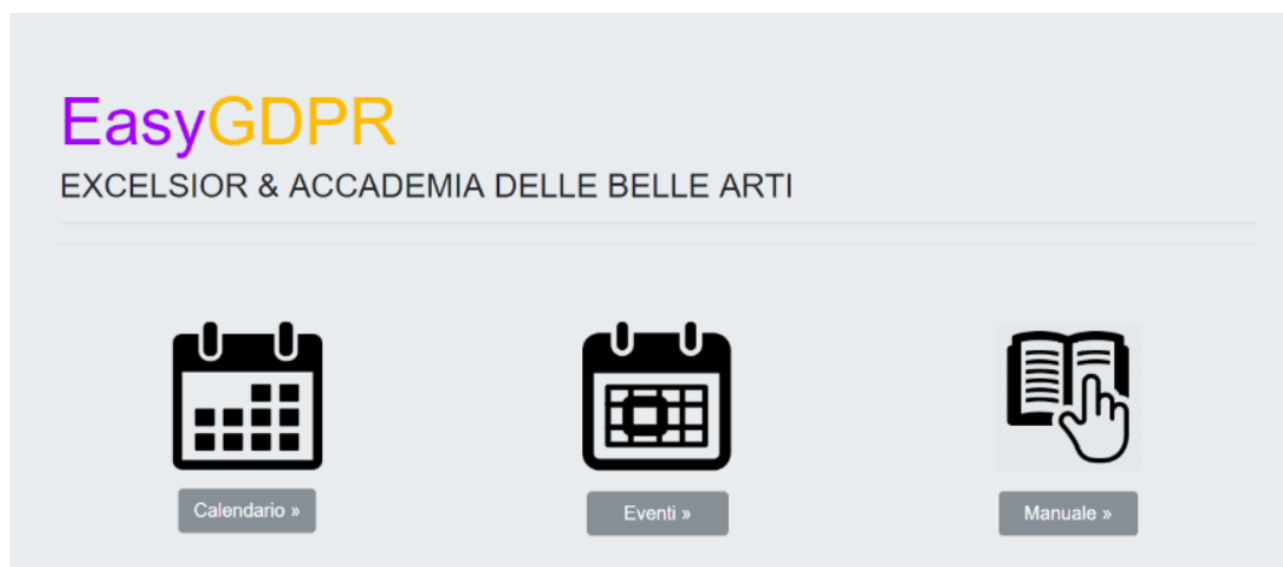 EasyGDPR
EXCELSIOR & ACCADEMIA DELLE BELLE ARTI
Calendario »
Eventi »
Manuale »